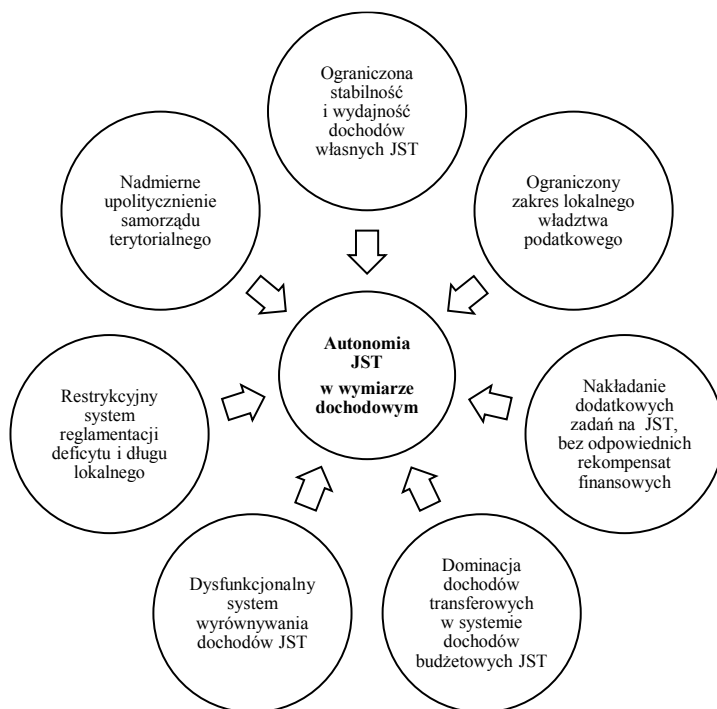 Ograniczona
stabilność
i wydajność
dochodów
własnych JST
Ograniczony
zakres lokalnego
władztwa
podatkowego
Nakładanie
dodatkowych
zadań na JST,
bez odpowiednich
rekompensat
finansowych
Dominacja
dochodów
transferowych
w systemie
dochodów
budżetowych JST
Dysfunkcjonalny
system
wyrównywania
dochodów JST
Restrykcyjny
system
reglamentacji
deficytu i długu
lokalnego
Nadmierne
upolitycznienie
samorządu
terytorialnego
Autonomia
JST
w wymiarze
dochodowym